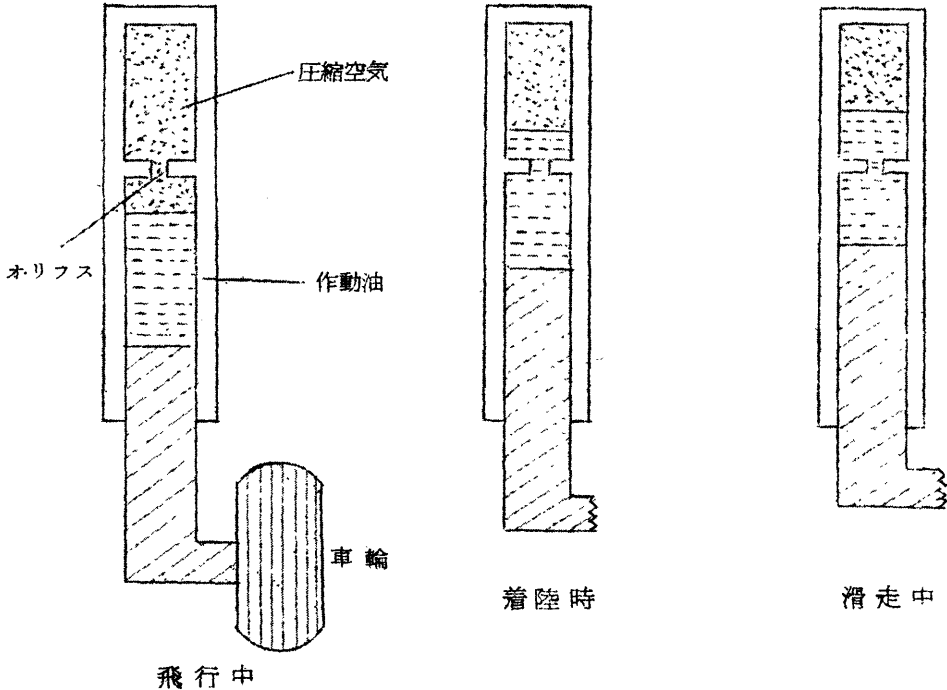 圧縮空気
オリフス
作動油
車輪
飛行中
着陸時
滑走中